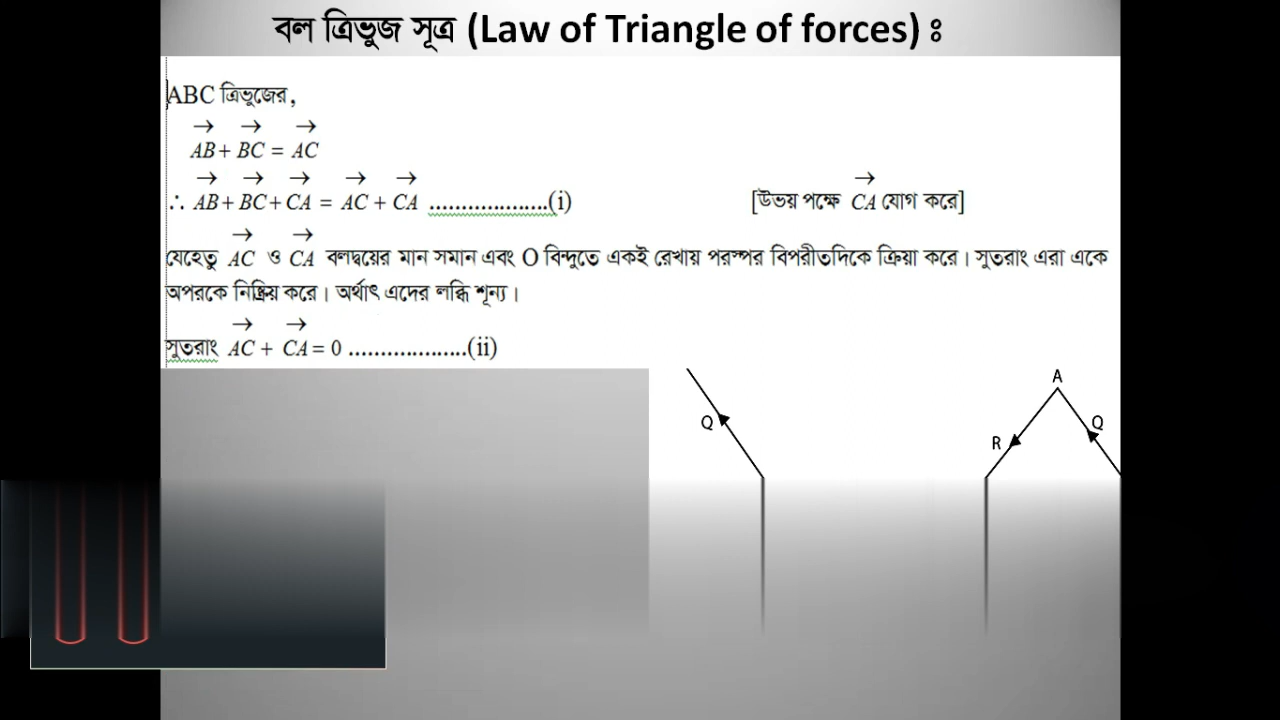 বল ত্রিভুজ সূত্র (Law of Triangle of forces) ঃ
ABC ত্রিভুজের,
→ → →
AB + BC = AC
→ → → → → →
∴ AB + BC + CA = AC + CA ...................(i) [উভয় পক্ষে CA যোগ করে]
→ →
যেহেতু AC ও CA বলদ্বয়ের মান সমান এবং O বিন্দুতে একই রেখায় পরস্পর বিপরীতদিকে ক্রিয়া করে। সুতরাং এরা একে
অপরকে নিষ্ক্রিয় করে। অর্থাৎ এদের লব্ধি শূন্য।
→ →
সুতরাং AC + CA = 0 ...................(ii)
A
Q
Q
R